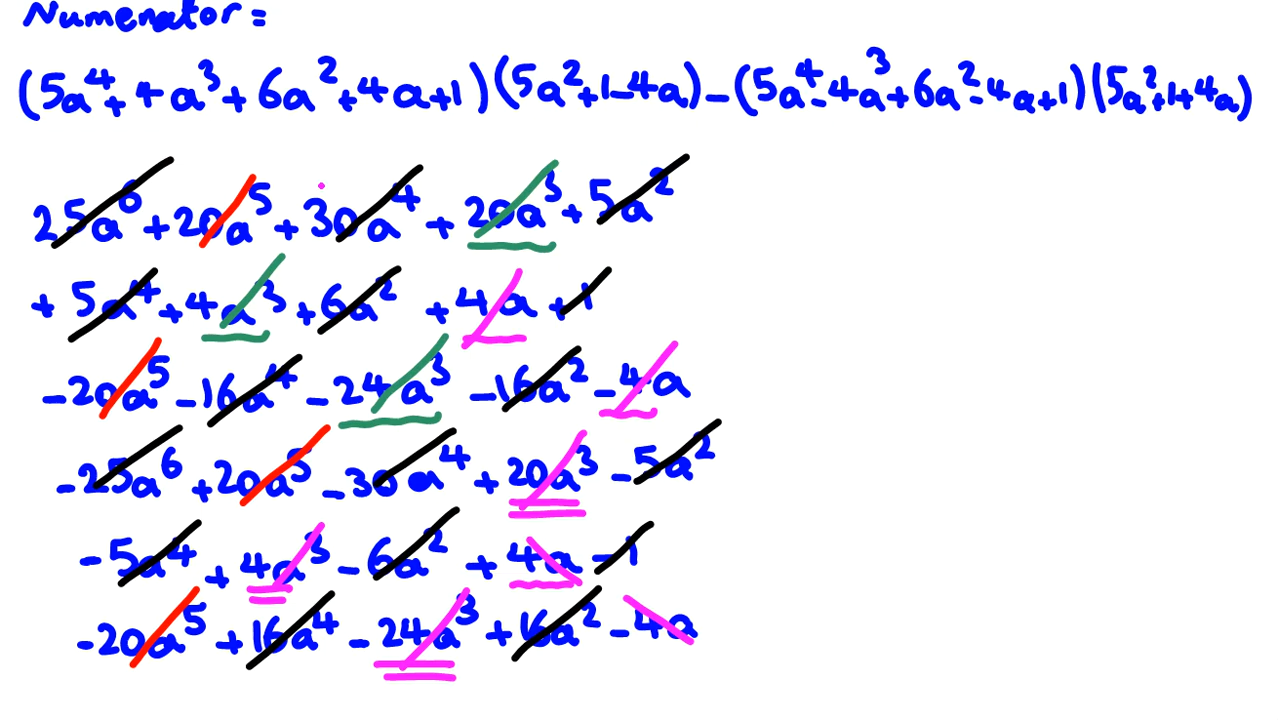 Numenator =
(5a⁴+4a³+6a²+4a+1)(5a²+1-4a)-(5a⁴-4a³+6a²-4a+1)(5a²+1+4a)
25a⁶+20a⁵+30a⁴+20a³+5a²
+5a⁴+4a³+6a²+4a+1
-20a⁵-16a⁴-24a³-16a²-4a
-25a⁶+20a⁵-30a⁴+20a³-5a²
-5a⁴+4a³-6a²+4a-1
-20a⁵+16a⁴-24a³+16a²-4a